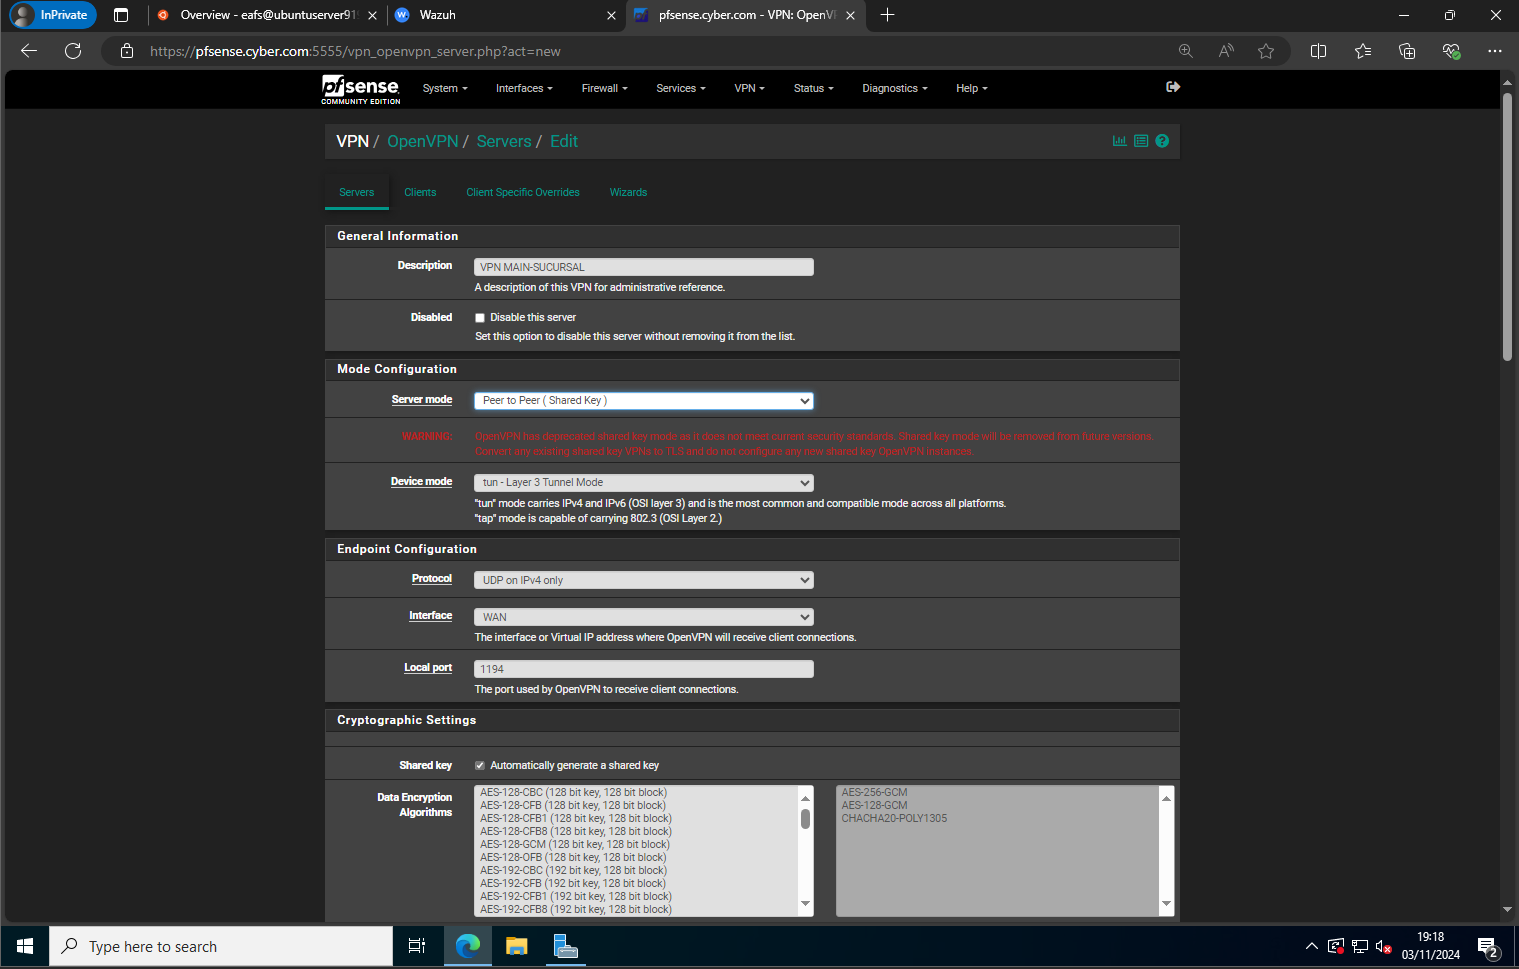 InPrivate
Overview - eafs@ubuntuserver919
Wazuh
pfsense.cyber.com - VPN: OpenV
https://pfsense.cyber.com:5555/vpn_openvpn_server.php?act=new
pfsense
COMMUNITY EDITION
System
Interfaces
Firewall
Services
VPN
Status
Diagnostics
Help
VPN / OpenVPN / Servers / Edit
Servers
Clients
Client Specific Overrides
Wizards
General Information
Description
VPN MAIN-SUCURSAL
A description of this VPN for administrative reference.
Disabled
Disable this server
Set this option to disable this server without removing it from the list.
Mode Configuration
Server mode
Peer to Peer ( Shared Key )
WARNING:
OpenVPN has deprecated shared key mode as it does not meet current security standards. Shared key mode will be removed from future versions.
Convert any existing shared key VPNs to TLS and do not configure any new shared key OpenVPN instances.
Device mode
tun - Layer 3 Tunnel Mode
"tun" mode carries IPv4 and IPv6 (OSI layer 3) and is the most common and compatible mode across all platforms.
"tap" mode is capable of carrying 802.3 (OSI Layer 2.)
Endpoint Configuration
Protocol
UDP on IPv4 only
Interface
WAN
The interface or Virtual IP address where OpenVPN will receive client connections.
Local port
1194
The port used by OpenVPN to receive client connections.
Cryptographic Settings
Shared key
Automatically generate a shared key
Data Encryption
Algorithms
AES-128-CBC (128 bit key, 128 bit block)
AES-128-CFB (128 bit key, 128 bit block)
AES-128-CFB1 (128 bit key, 128 bit block)
AES-128-CFB8 (128 bit key, 128 bit block)
AES-128-GCM (128 bit key, 128 bit block)
AES-128-OFB (128 bit key, 128 bit block)
AES-192-CBC (192 bit key, 128 bit block)
AES-192-CFB (192 bit key, 128 bit block)
AES-192-CFB1 (192 bit key, 128 bit block)
AES-192-CFB8 (192 bit key, 128 bit block)
AES-256-GCM
AES-128-GCM
CHACHA20-POLY1305
Type here to search
19:18
03/11/2024
2